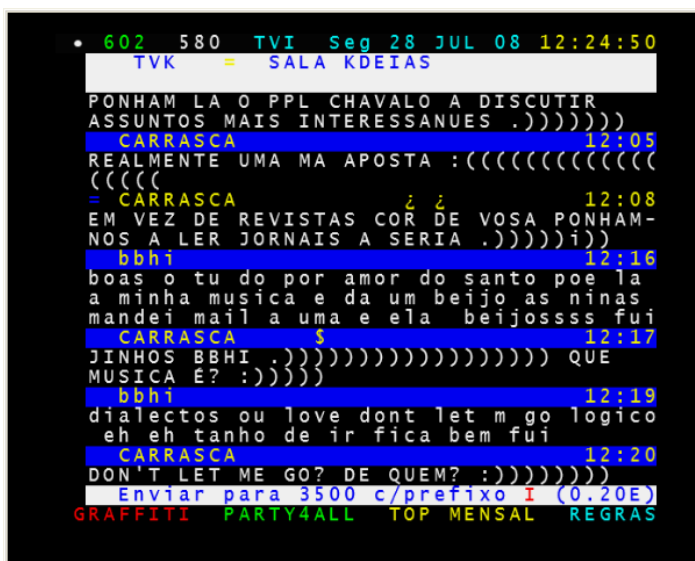 602 580 TVI Seg 28 JUL 08 12:24:50
TVK = SALA KDEIAS
PONHAM LA O PPL CHAVALO A DISCUTIR
ASSUNTOS MAIS INTERESSANUES .)))))))
CARRASCA 12:05
REALMENTE UMA MA APOSTA :((((((((((((((
(((((
= CARRASCA ¿ ¿ 12:08
EM VEZ DE REVISTAS COR DE VOSA PONHAM-
NOS A LER JORNAIS A SERIA .)))))i))
bbhi 12:16
boas o tu do por amor do santo poe la
a minha musica e da um beijo as ninas
mandei mail a uma e ela beijossss fui
CARRASCA $ 12:17
JINHOS BBHI .)))))))))))))))))) QUE
MUSICA É? :)))))
bbhi 12:19
dialectos ou love dont let m go logico
eh eh tanho de ir fica bem fui
CARRASCA 12:20
DON'T LET ME GO? DE QUEM? :))))))))
Enviar para 3500 c/prefixo I (0.20E)
GRAFFITI PARTY4ALL TOP MENSAL REGRAS